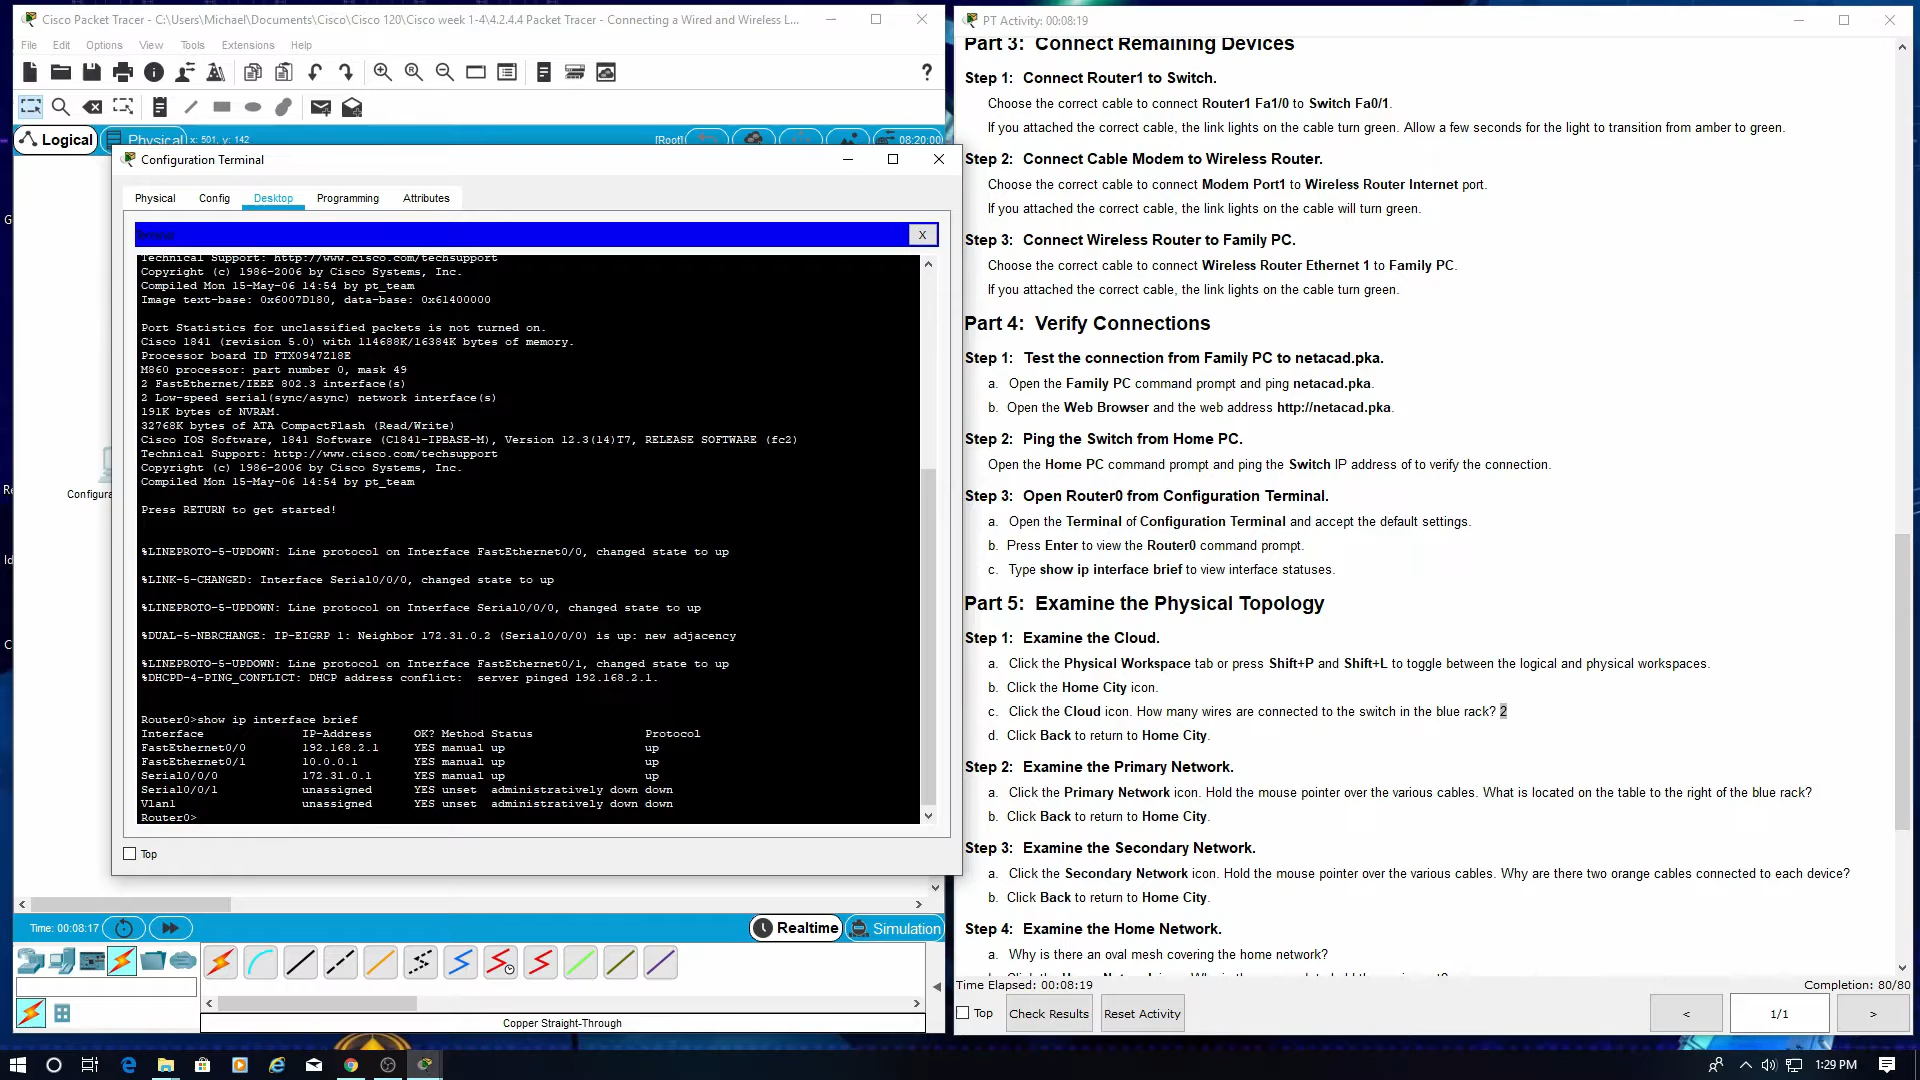 Cisco Packet Tracer - C:\Users\Michael\Documents\Cisco\Cisco 120\Cisco week 1-4\4.2.4.4 Packet Tracer - Connecting a Wired and Wireless L...
File Edit Options View Tools Extensions Help
?
Logical
Physical x: 501, y: 142
[Root]
08:20:00
Configuration Terminal
Physical Config Desktop Programming Attributes
Terminal
X
Technical Support: http://www.cisco.com/techsupport
Copyright (c) 1986-2006 by Cisco Systems, Inc.
Compiled Mon 15-May-06 14:54 by pt_team
Image text-base: 0x6007D180, data-base: 0x61400000
Port Statistics for unclassified packets is not turned on.
Cisco 1841 (revision 5.0) with 114688K/16384K bytes of memory.
Processor board ID FTX0947Z18E
M860 processor: part number 0, mask 49
2 FastEthernet/IEEE 802.3 interface(s)
2 Low-speed serial(sync/async) network interface(s)
191K bytes of NVRAM.
32768K bytes of ATA CompactFlash (Read/Write)
Cisco IOS Software, 1841 Software (C1841-IPBASE-M), Version 12.3(14)T7, RELEASE SOFTWARE (fc2)
Technical Support: http://www.cisco.com/techsupport
Copyright (c) 1986-2006 by Cisco Systems, Inc.
Compiled Mon 15-May-06 14:54 by pt_team
Press RETURN to get started!
%LINEPROTO-5-UPDOWN: Line protocol on Interface FastEthernet0/0, changed state to up
%LINK-5-CHANGED: Interface Serial0/0/0, changed state to up
%LINEPROTO-5-UPDOWN: Line protocol on Interface Serial0/0/0, changed state to up
%DUAL-5-NBRCHANGE: IP-EIGRP 1: Neighbor 172.31.0.2 (Serial0/0/0) is up: new adjacency
%LINEPROTO-5-UPDOWN: Line protocol on Interface FastEthernet0/1, changed state to up
%DHCPD-4-PING_CONFLICT: DHCP address conflict: server pinged 192.168.2.1.
Router0>show ip interface brief
Interface IP-Address OK? Method Status Protocol
FastEthernet0/0 192.168.2.1 YES manual up up
FastEthernet0/1 10.0.0.1 YES manual up up
Serial0/0/0 172.31.0.1 YES manual up up
Serial0/0/1 unassigned YES unset administratively down down
Vlan1 unassigned YES unset administratively down down
Router0>
Top
Configura
Time: 00:08:17
Realtime
Simulation
Copper Straight-Through
PT Activity: 00:08:19
Part 3: Connect Remaining Devices
Step 1: Connect Router1 to Switch.
Choose the correct cable to connect Router1 Fa1/0 to Switch Fa0/1.
If you attached the correct cable, the link lights on the cable turn green. Allow a few seconds for the light to transition from amber to green.
Step 2: Connect Cable Modem to Wireless Router.
Choose the correct cable to connect Modem Port1 to Wireless Router Internet port.
If you attached the correct cable, the link lights on the cable will turn green.
Step 3: Connect Wireless Router to Family PC.
Choose the correct cable to connect Wireless Router Ethernet 1 to Family PC.
If you attached the correct cable, the link lights on the cable turn green.
Part 4: Verify Connections
Step 1: Test the connection from Family PC to netacad.pka.
a. Open the Family PC command prompt and ping netacad.pka.
b. Open the Web Browser and the web address http://netacad.pka.
Step 2: Ping the Switch from Home PC.
Open the Home PC command prompt and ping the Switch IP address of to verify the connection.
Step 3: Open Router0 from Configuration Terminal.
a. Open the Terminal of Configuration Terminal and accept the default settings.
b. Press Enter to view the Router0 command prompt.
c. Type show ip interface brief to view interface statuses.
Part 5: Examine the Physical Topology
Step 1: Examine the Cloud.
a. Click the Physical Workspace tab or press Shift+P and Shift+L to toggle between the logical and physical workspaces.
b. Click the Home City icon.
c. Click the Cloud icon. How many wires are connected to the switch in the blue rack? 2
d. Click Back to return to Home City.
Step 2: Examine the Primary Network.
a. Click the Primary Network icon. Hold the mouse pointer over the various cables. What is located on the table to the right of the blue rack?
b. Click Back to return to Home City.
Step 3: Examine the Secondary Network.
a. Click the Secondary Network icon. Hold the mouse pointer over the various cables. Why are there two orange cables connected to each device?
b. Click Back to return to Home City.
Step 4: Examine the Home Network.
a. Why is there an oval mesh covering the home network?
Time Elapsed: 00:08:19
Completion: 80/80
Top
Check Results
Reset Activity
<
1/1
>
1:29 PM